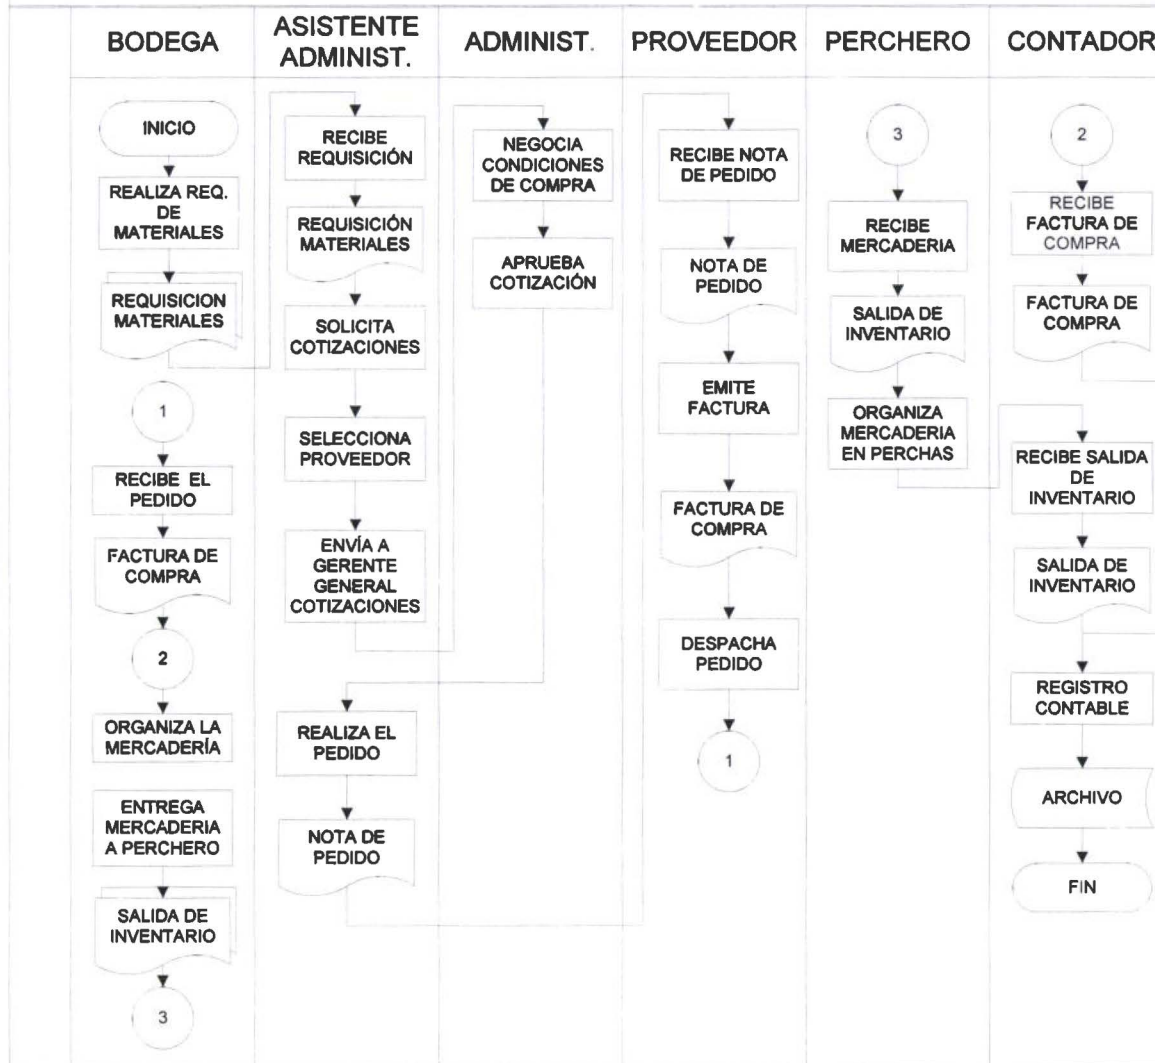 BODEGA
ASISTENTE
ADMINIST.
ADMINIST.
PROVEEDOR
PERCHERO
CONTADOR
INICIO
REALIZA REQ.
DE
MATERIALES
REQUISICION
MATERIALES
1
RECIBE EL
PEDIDO
FACTURA DE
COMPRA
2
ORGANIZA LA
MERCADERÍA
ENTREGA
MERCADERIA
A PERCHERO
SALIDA DE
INVENTARIO
3
RECIBE
REQUISICIÓN
REQUISICIÓN
MATERIALES
SOLICITA
COTIZACIONES
SELECCIONA
PROVEEDOR
ENVÍA A
GERENTE
GENERAL
COTIZACIONES
REALIZA EL
PEDIDO
NOTA DE
PEDIDO
NEGOCIA
CONDICIONES
DE COMPRA
APRUEBA
COTIZACIÓN
RECIBE NOTA
DE PEDIDO
NOTA DE
PEDIDO
EMITE
FACTURA
FACTURA DE
COMPRA
DESPACHA
PEDIDO
1
3
RECIBE
MERCADERIA
SALIDA DE
INVENTARIO
ORGANIZA
MERCADERIA
EN PERCHAS
2
RECIBE
FACTURA DE
COMPRA
FACTURA DE
COMPRA
RECIBE SALIDA
DE
INVENTARIO
SALIDA DE
INVENTARIO
REGISTRO
CONTABLE
ARCHIVO
FIN